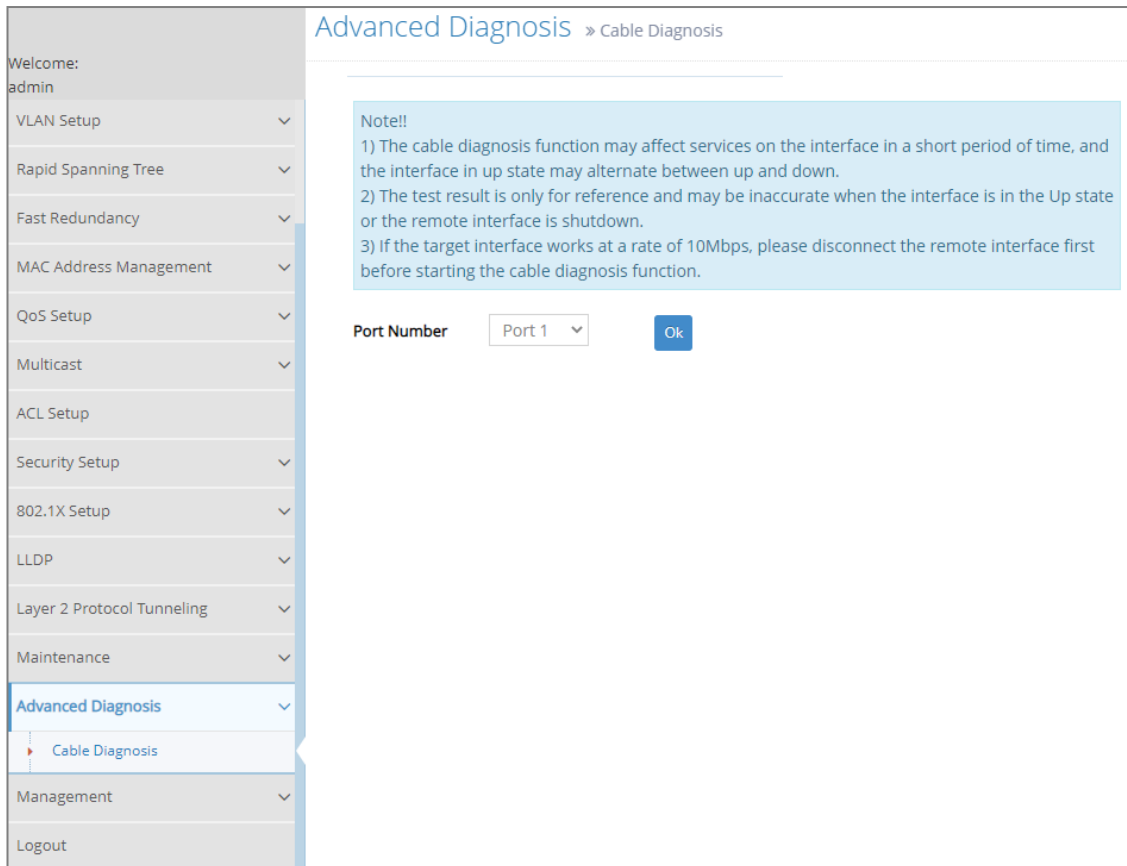 Advanced Diagnosis » Cable Diagnosis
Welcome:
admin
VLAN Setup
Rapid Spanning Tree
Fast Redundancy
MAC Address Management
QoS Setup
Multicast
ACL Setup
Security Setup
802.1X Setup
LLDP
Layer 2 Protocol Tunneling
Maintenance
Advanced Diagnosis
Cable Diagnosis
Management
Logout
Note!!
1) The cable diagnosis function may affect services on the interface in a short period of time, and
the interface in up state may alternate between up and down.
2) The test result is only for reference and may be inaccurate when the interface is in the Up state
or the remote interface is shutdown.
3) If the target interface works at a rate of 10Mbps, please disconnect the remote interface first
before starting the cable diagnosis function.
Port Number Port 1 Ok